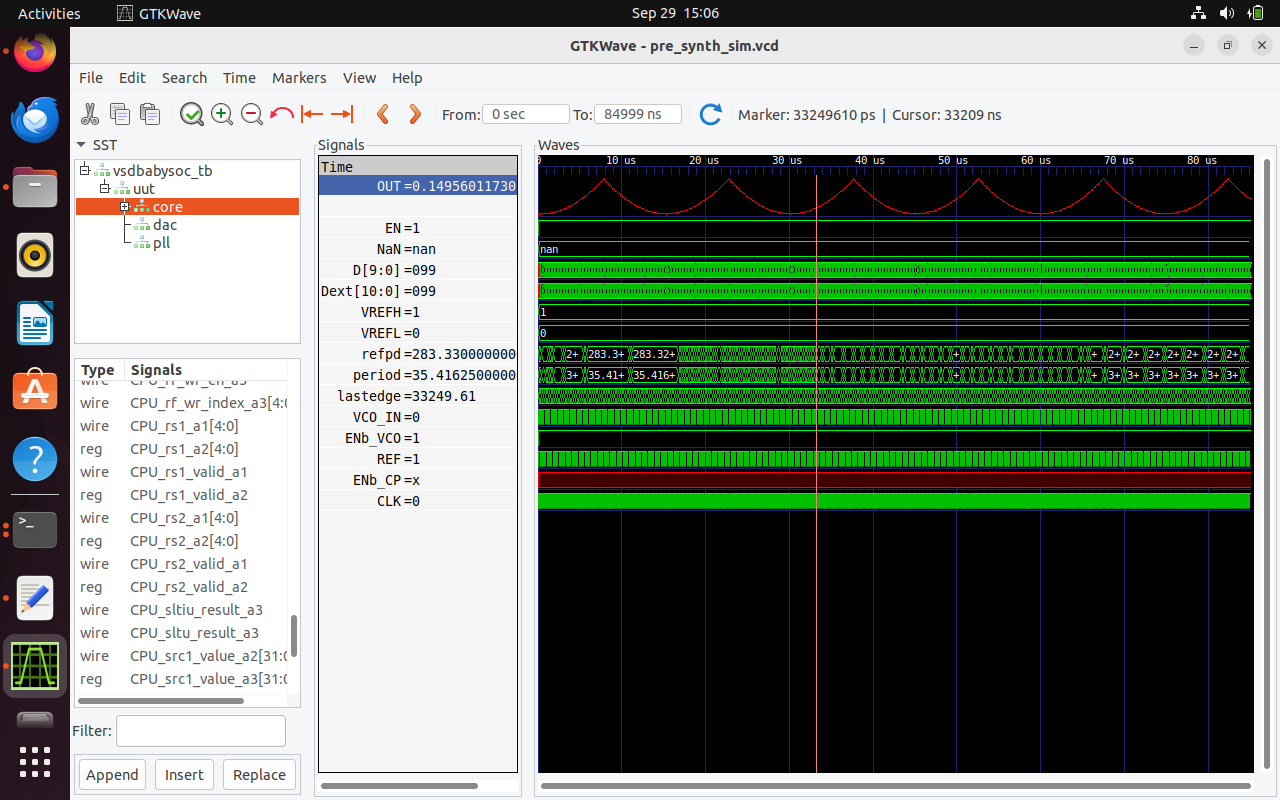 Activities GTKWave Sep 29 15:06
GTKWave - pre_synth_sim.vcd
File Edit Search Time Markers View Help
From: 0 sec To: 84999 ns Marker: 33249610 ps | Cursor: 33209 ns
SST
vsdbabysoc_tb
uut
core
dac
pll
Type Signals
CPU_rf_wr_index_a3[4:0
wire
wire CPU_rs1_a1[4:0]
reg CPU_rs1_a2[4:0]
wire CPU_rs1_valid_a1
reg CPU_rs1_valid_a2
wire CPU_rs2_a1[4:0]
reg CPU_rs2_a2[4:0]
wire CPU_rs2_valid_a1
reg CPU_rs2_valid_a2
wire CPU_sltiu_result_a3
wire CPU_sltu_result_a3
wire CPU_src1_value_a2[31:0
reg CPU_src1_value_a3[31:0
Filter:
Append Insert Replace
Signals
Time
OUT=0.14956011730
EN=1
NaN=nan
D[9:0]=099
Dext[10:0]=099
VREFH=1
VREFL=0
refpd=283.330000000
period=35.4162500000
lastedge=33249.61
VCO_IN=0
ENb_VCO=1
REF=1
ENb_CP=x
CLK=0
Waves
0 10 us 20 us 30 us 40 us 50 us 60 us 70 us 80 us
nan
1
0
2+ 283.3+ 283.32+ + + 2+ 2+ 2+ 2+ 2+ 2+ 2+
3+ 35.41+ 35.416+ + + 3+ 3+ 3+ 3+ 3+ 3+ 3+